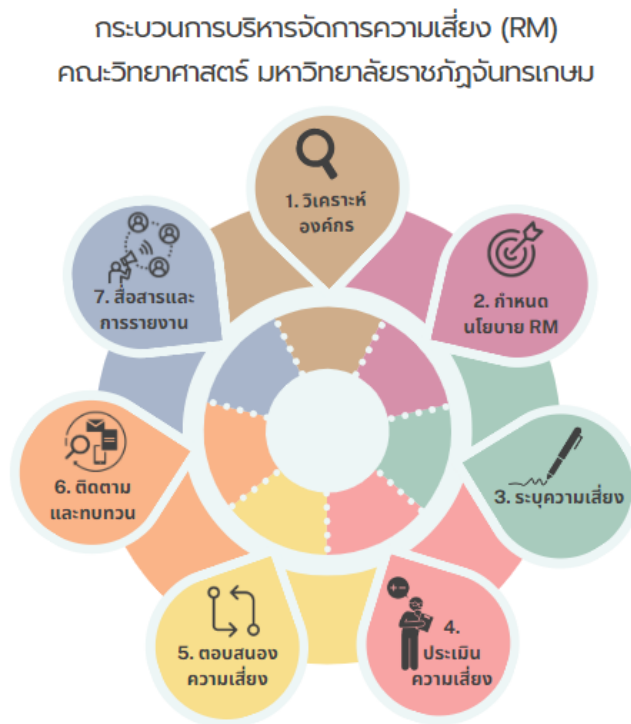 กระบวนการบริหารจัดการความเสี่ยง (RM)
คณะวิทยาศาสตร์ มหาวิทยาลัยราชภัฏจันทรเกษม
1. วิเคราะห์
องค์กร
2. กำหนด
นโยบาย RM
3. ระบุความเสี่ยง
4.
ประเมิน
ความเสี่ยง
5. ตอบสนอง
ความเสี่ยง
6. ติดตาม
และทบทวน
7. สื่อสารและ
การรายงาน